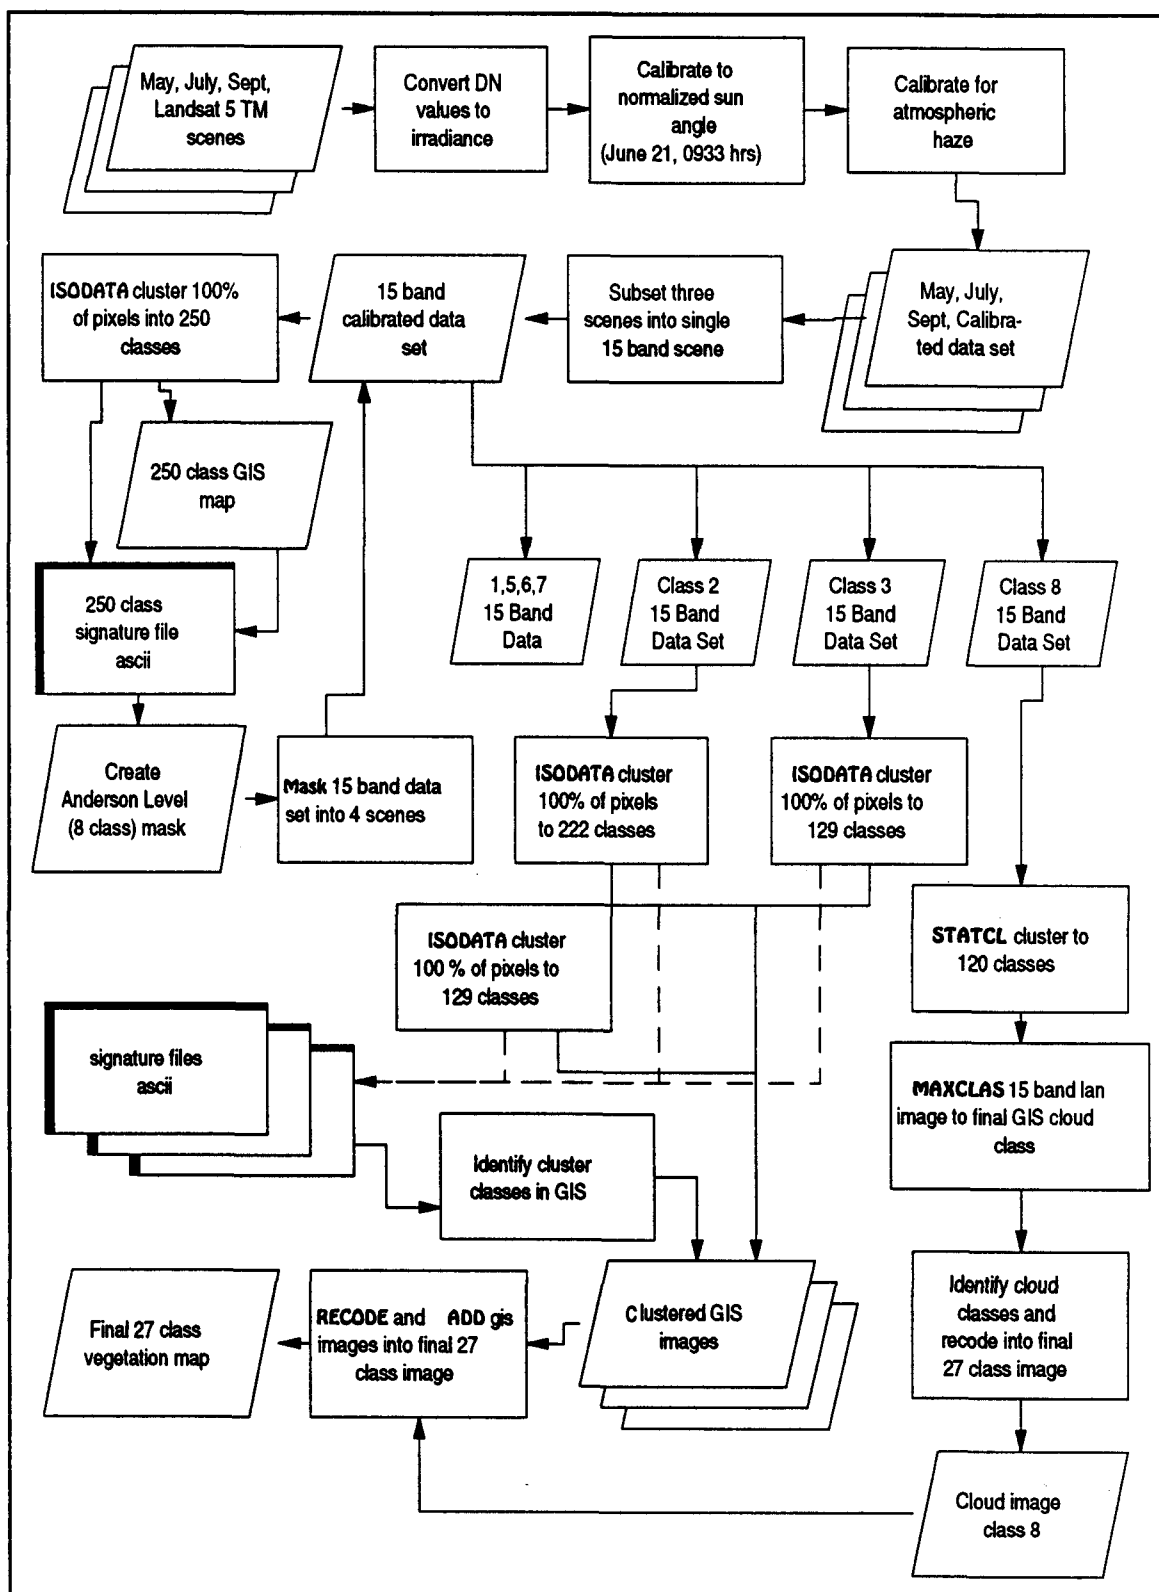 May, July, Sept,
Landsat 5 TM
scenes
Convert DN
values to
irradiance
Calibrate to
normalized sun
angle
(June 21, 0933 hrs)
Calibrate for
atmospheric
haze
ISODATA cluster 100%
of pixels into 250
classes
15 band
calibrated data
set
Subset three
scenes into single
15 band scene
May, July,
Sept, Calibra-
ted data set
250 class GIS
map
250 class
signature file
ascii
1,5,6,7
15 Band
Data
Class 2
15 Band
Data Set
Class 3
15 Band
Data Set
Class 8
15 Band
Data Set
Create
Anderson Level
(8 class) mask
Mask 15 band data
set into 4 scenes
ISODATA cluster
100% of pixels
to 222 classes
ISODATA cluster
100% of pixels to
129 classes
ISODATA cluster
100 % of pixels to
129 classes
STATCL cluster to
120 classes
signature files
ascii
MAXCLAS 15 band lan
image to final GIS cloud
class
Identify cluster
classes in GIS
Final 27 class
vegetation map
RECODE and ADD gis
images into final 27
class image
Clustered GIS
images
Identify cloud
classes and
recode into final
27 class image
Cloud image
class 8